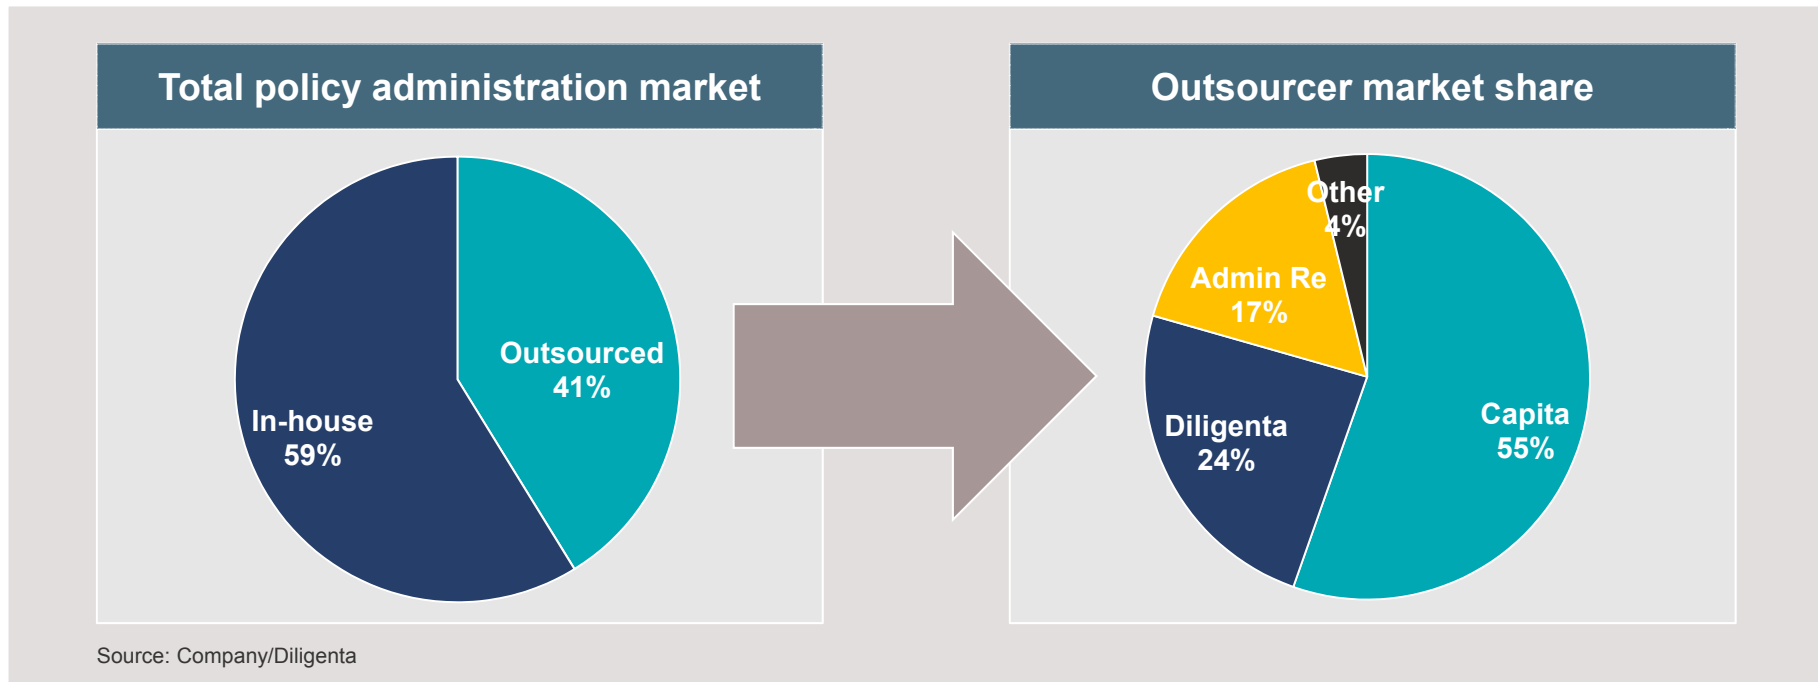 Total policy administration market
Outsourced
41%
In-house
59%
Outsourcer market share
Other
4%
Admin Re
17%
Diligenta
24%
Capita
55%
Source: Company/Diligenta